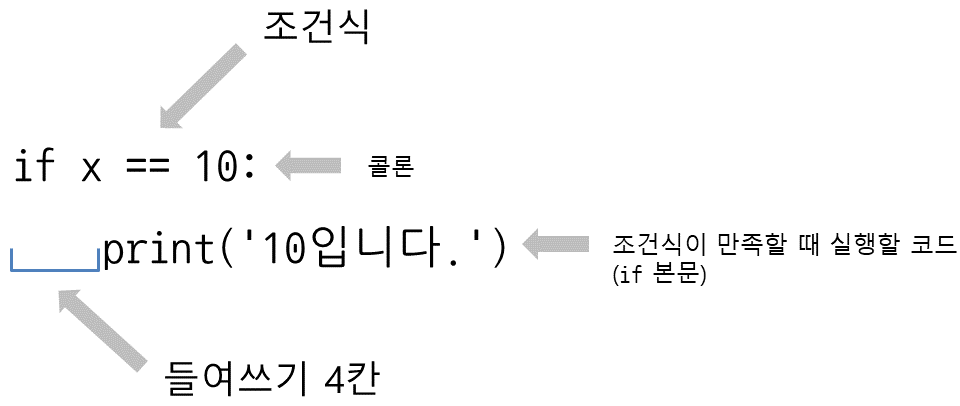 조건식
if x == 10:
콜론
print('10입니다.')
조건식이 만족할 때 실행할 코드
(if 본문)
들여쓰기 4칸